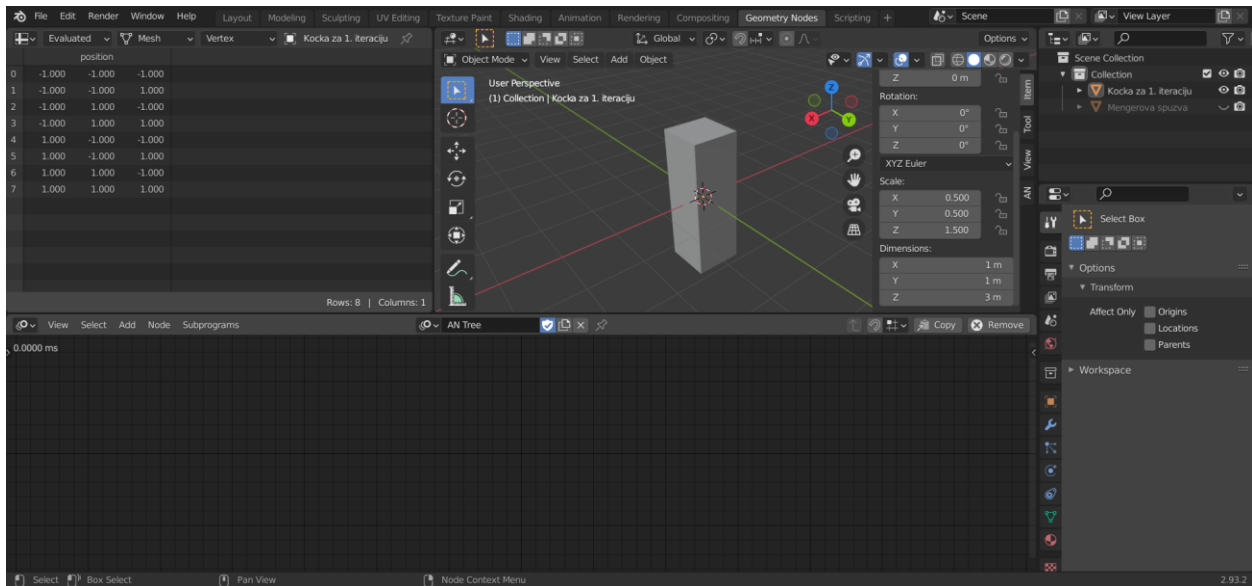 File Edit Render Window Help Layout Modeling Sculpting UV Editing Texture Paint Shading Animation Rendering Compositing Geometry Nodes Scripting + Scene View Layer
Evaluated Mesh Vertex Kocka za 1. iteraciju
position
0 -1.000 -1.000 -1.000
1 -1.000 -1.000 1.000
2 -1.000 1.000 -1.000
3 -1.000 1.000 1.000
4 1.000 -1.000 -1.000
5 1.000 -1.000 1.000
6 1.000 1.000 -1.000
7 1.000 1.000 1.000
Rows: 8 | Columns: 1
Global Options
Object Mode View Select Add Object
User Perspective
(1) Collection | Kocka za 1. iteraciju
Z
X
Y
Z 0 m
Rotation:
X 0°
Y 0°
Z 0°
XYZ Euler
Scale:
X 0.500
Y 0.500
Z 1.500
Dimensions:
X 1 m
Y 1 m
Z 3 m
Item
Tool
View
AN
Scene Collection
Collection
Kocka za 1. iteraciju
Mengerova spuzva
Select Box
Options
Transform
Affect Only Origins
Locations
Parents
Workspace
View Select Add Node Subprograms AN Tree Copy Remove
0.0000 ms
Select Box Select Pan View Node Context Menu 2.93.2